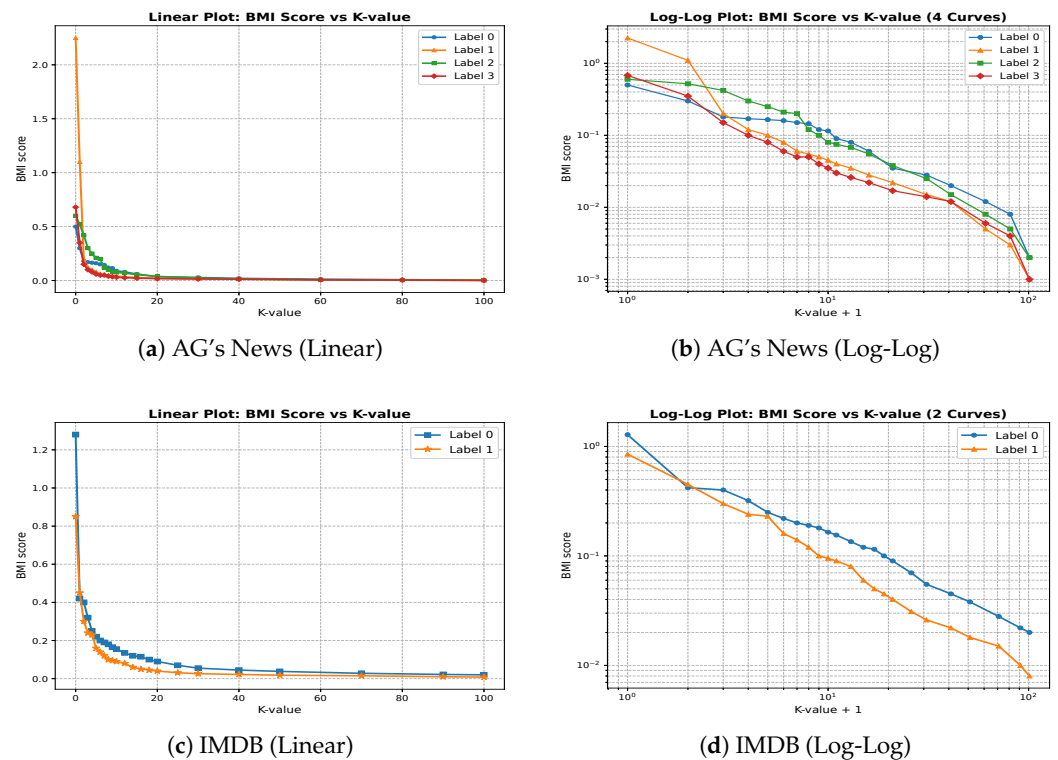 Linear Plot: BMI Score vs K-value
BMI score
2.0
1.5
1.0
0.5
0.0
0 20 40 60 80 100
K-value
Label 0
Label 1
Label 2
Label 3
(a) AG's News (Linear)
Log-Log Plot: BMI Score vs K-value (4 Curves)
BMI score
10⁰
10⁻¹
10⁻²
10⁻³
10⁰ 10¹ 10²
K-value + 1
Label 0
Label 1
Label 2
Label 3
(b) AG's News (Log-Log)
Linear Plot: BMI Score vs K-value
BMI score
1.2
1.0
0.8
0.6
0.4
0.2
0.0
0 20 40 60 80 100
K-value
Label 0
Label 1
(c) IMDB (Linear)
Log-Log Plot: BMI Score vs K-value (2 Curves)
BMI score
10⁰
10⁻¹
10⁻²
10⁰ 10¹ 10²
K-value + 1
Label 0
Label 1
(d) IMDB (Log-Log)